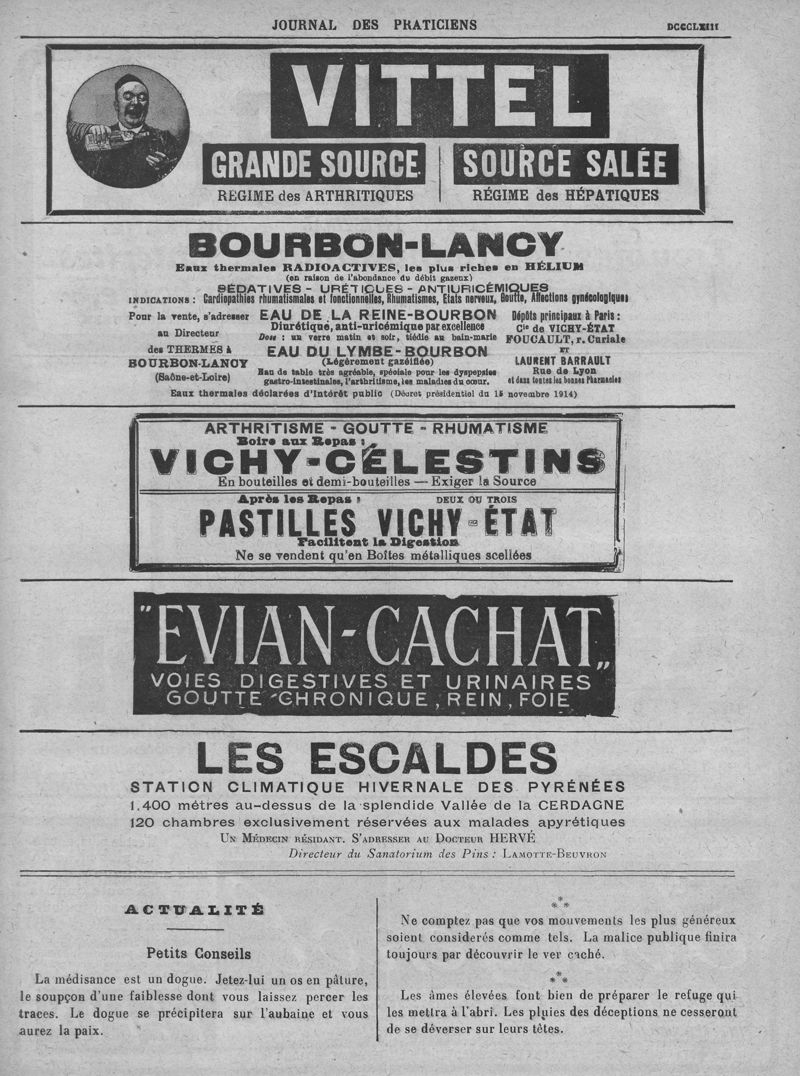 JOURNAL DES PRATICIENS
DCCCLXIII
VITTEL
GRANDE SOURCE
SOURCE SALÉE
REGIME des ARTHRITIQUES
RÉGIME des HÉPATIQUES
BOURBON-LANCY
Eaux thermales RADIOACTIVES, les plus riches en HÉLIUM
(en raison de l'abondance du débit gazeux)
SÉDATIVES - URÉTIQUES - ANTIURICÉMIQUES
INDICATIONS : Cardiopathies rhumatismales et fonctionnelles, Rhumatismes, Etats nerveux, Goutte, Affections gynécologiques
Pour la vente, s'adresser
au Directeur
des THERMES à
BOURBON-LANCY
(Saône-et-Loire)
EAU DE LA REINE-BOURBON
Diurétique, anti-uricémique par excellence
Dose : un verre matin et soir, tiédie au bain-marie
EAU DU LYMBE-BOURBON
(Légèrement gazéifiée)
Eau de table très agréable, spéciale pour les dyspepsies
gastro-intestinales, l'arthritisme, les maladies du cœur.
Dépôts principaux à Paris :
Cie de VICHY-ÉTAT
FOUCAULT, r. Curiale
ET
LAURENT BARRAULT
Rue de Lyon
et dans toutes les bonnes Pharmacies
Eaux thermales déclarées d'Intérêt public (Décret présidentiel du 15 novembre 1914)
ARTHRITISME - GOUTTE - RHUMATISME
Boire aux Repas :
VICHY-CÉLESTINS
En bouteilles et demi-bouteilles — Exiger la Source
Après les Repas :
DEUX OU TROIS
PASTILLES VICHY-ÉTAT
Facilitent la Digestion
Ne se vendent qu'en Boîtes métalliques scellées
"EVIAN-CACHAT„
VOIES DIGESTIVES ET URINAIRES
GOUTTE CHRONIQUE, REIN, FOIE
LES ESCALDES
STATION CLIMATIQUE HIVERNALE DES PYRÉNÉES
1.400 métres au-dessus de la splendide Vallée de la CERDAGNE
120 chambres exclusivement réservées aux malades apyrétiques
UN MÉDECIN RÉSIDANT. S'ADRESSER AU DOCTEUR HERVÉ
Directeur du Sanatorium des Pins : LAMOTTE-BEUVRON
ACTUALITÉ
Petits Conseils
La médisance est un dogue. Jetez-lui un os en pâture,
le soupçon d'une faiblesse dont vous laissez percer les
traces. Le dogue se précipitera sur l'aubaine et vous
aurez la paix.
***
Ne comptez pas que vos mouvements les plus généreux
soient considerés comme tels. La malice publique finira
toujours par découvrir le ver caché.
***
Les âmes élevées font bien de préparer le refuge qui
les mettra à l'abri. Les pluies des déceptions ne cesseront
de se déverser sur leurs têtes.